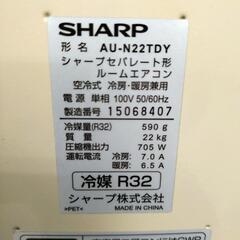 SHARP
形名 AU-N22TDY
シャープセパレート形
ルームエアコン
空冷式 冷房・暖房兼用
電源 単相 100V 50/60Hz
製造番号 15068407
冷媒量(R32) 590 g
質量 22 kg
圧縮機出力 705 W
運転電流 冷房: 7.0 A
暖房: 6.5 A
冷媒 R32
シャープ株式会社
>PET< MADE IN CHINA